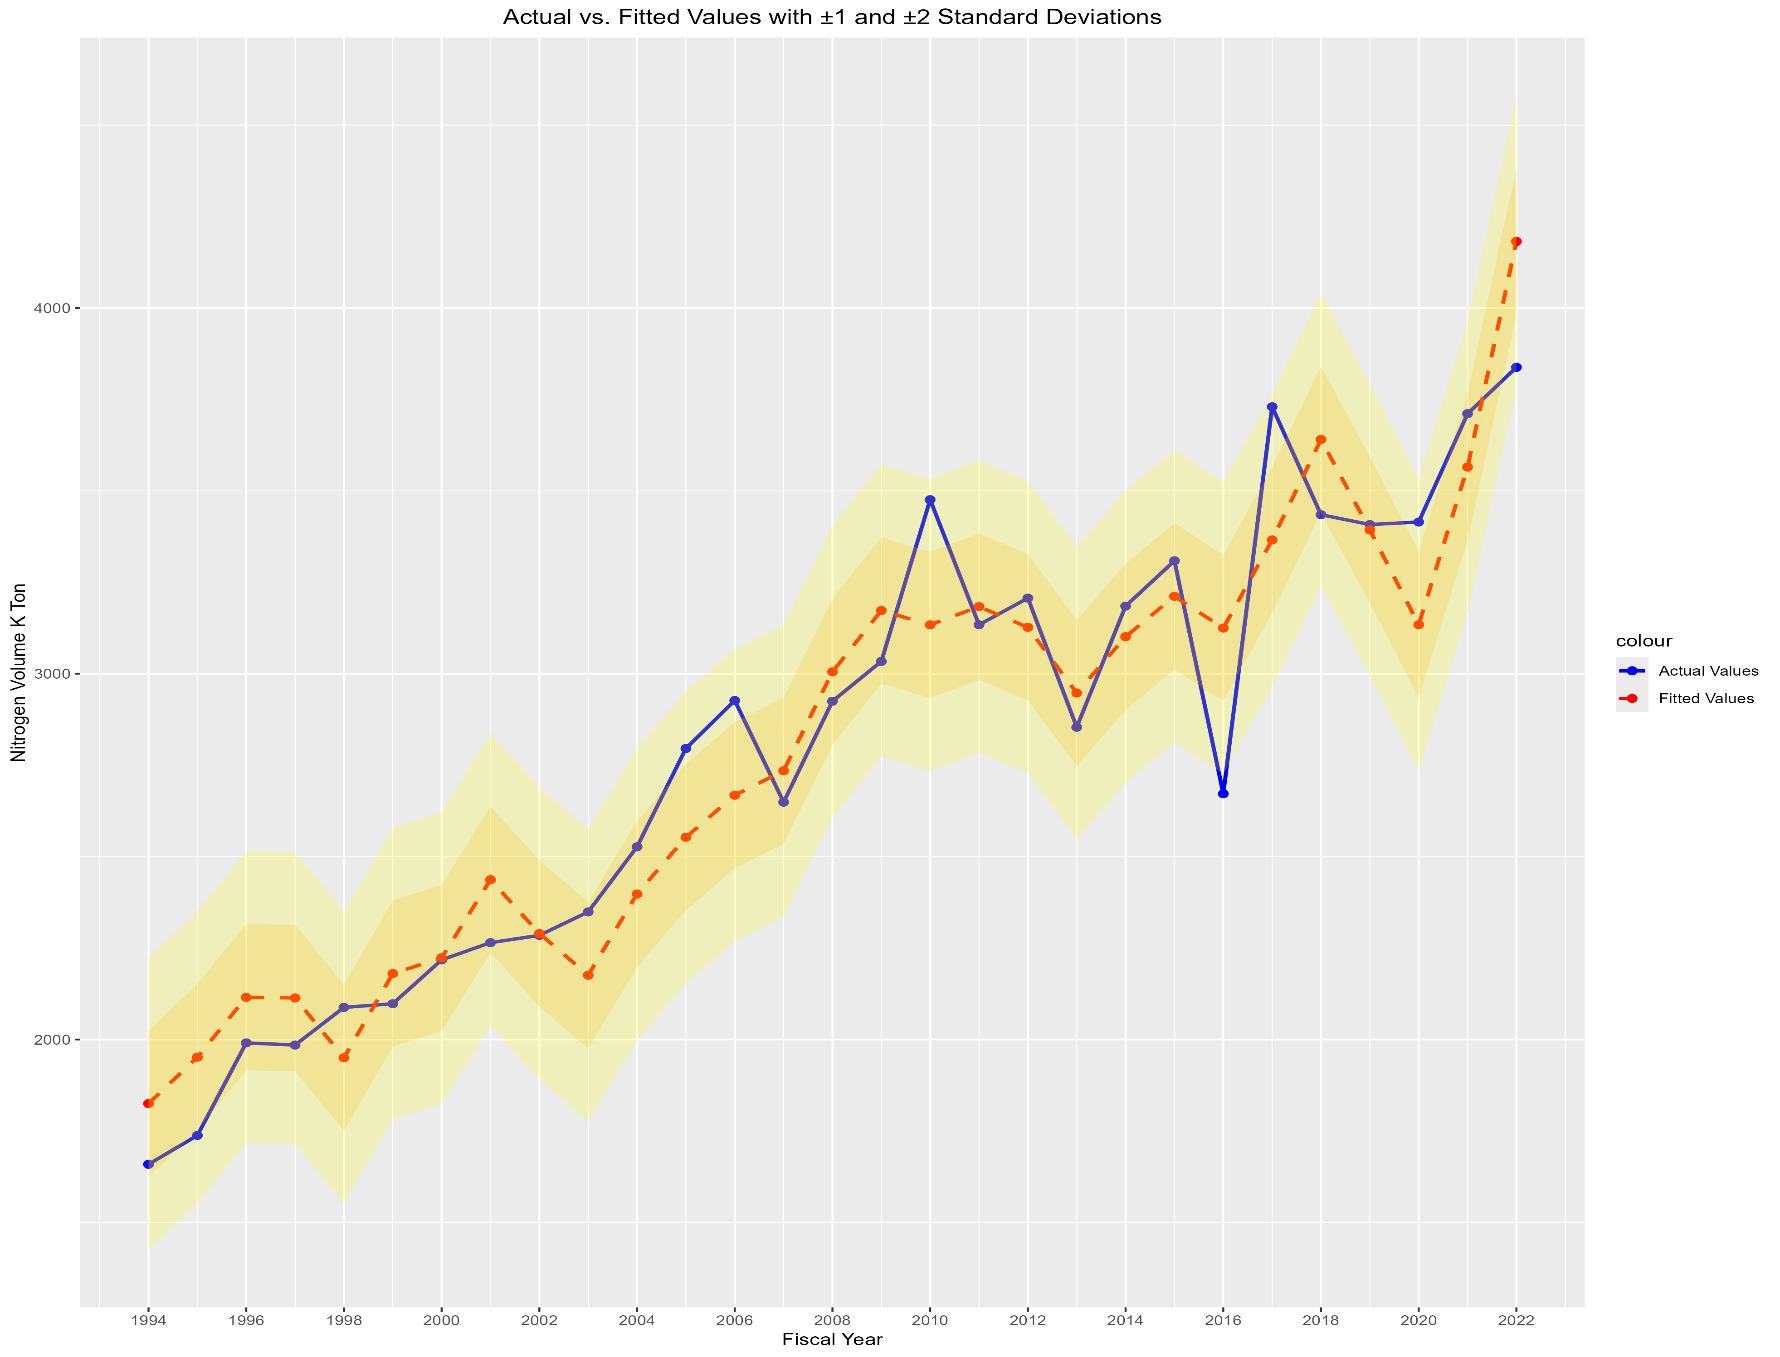 Actual vs. Fitted Values with ±1 and ±2 Standard Deviations
Nitrogen Volume K Ton
4000
3000
2000
1994 1996 1998 2000 2002 2004 2006 2008 2010 2012 2014 2016 2018 2020 2022
Fiscal Year
colour
Actual Values
Fitted Values